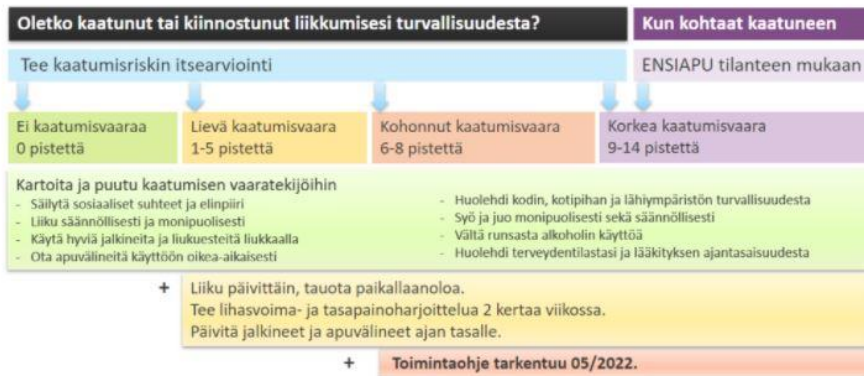 Oletko kaatunut tai kiinnostunut liikkumisesi turvallisuudesta?
Kun kohtaat kaatuneen
Tee kaatumisriskin itsearviointi
ENSIAPU tilanteen mukaan
Ei kaatumisvaaraa
0 pistettä
Lievä kaatumisvaara
1-5 pistettä
Kohonnut kaatumisvaara
6-8 pistettä
Korkea kaatumisvaara
9-14 pistettä
Kartoita ja puutu kaatumisen vaaratekijöihin
- Säilytä sosiaaliset suhteet ja elinpiiri
- Liiku säännöllisesti ja monipuolisesti
- Käytä hyviä jalkineita ja liukuesteitä liukkaalla
- Ota apuvälineitä käyttöön oikea-aikaisesti
- Huolehdi kodin, kotipihan ja lähiympäristön turvallisuudesta
- Syö ja juo monipuolisesti sekä säännöllisesti
- Vältä runsasta alkoholin käyttöä
- Huolehdi terveydentilastasi ja lääkityksen ajantasaisuudesta
+ Liiku päivittäin, tauota paikallaanoloa.
Tee lihasvoima- ja tasapainoharjoittelua 2 kertaa viikossa.
Päivitä jalkineet ja apuvälineet ajan tasalle.
+ Toimintaohje tarkentuu 05/2022.